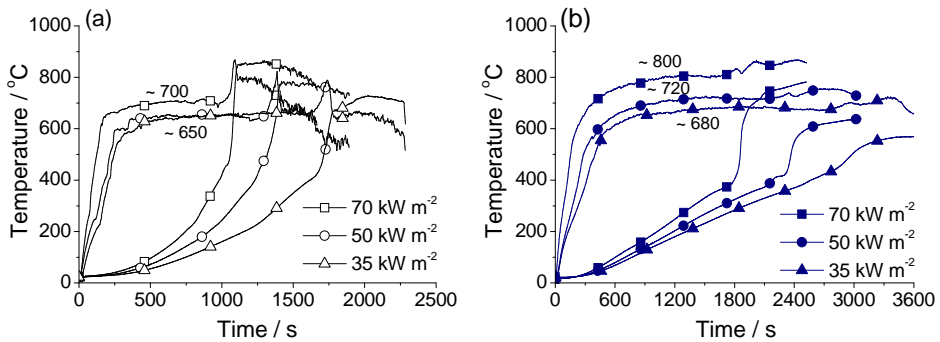 (a)
1000
800
600
400
200
0
Temperature / °C
~ 700
~ 650
70 kW m-2
50 kW m-2
35 kW m-2
0 500 1000 1500 2000 2500
Time / s
(b)
1000
800
600
400
200
0
Temperature / °C
~ 800
~ 720
~ 680
70 kW m-2
50 kW m-2
35 kW m-2
0 600 1200 1800 2400 3000 3600
Time / s